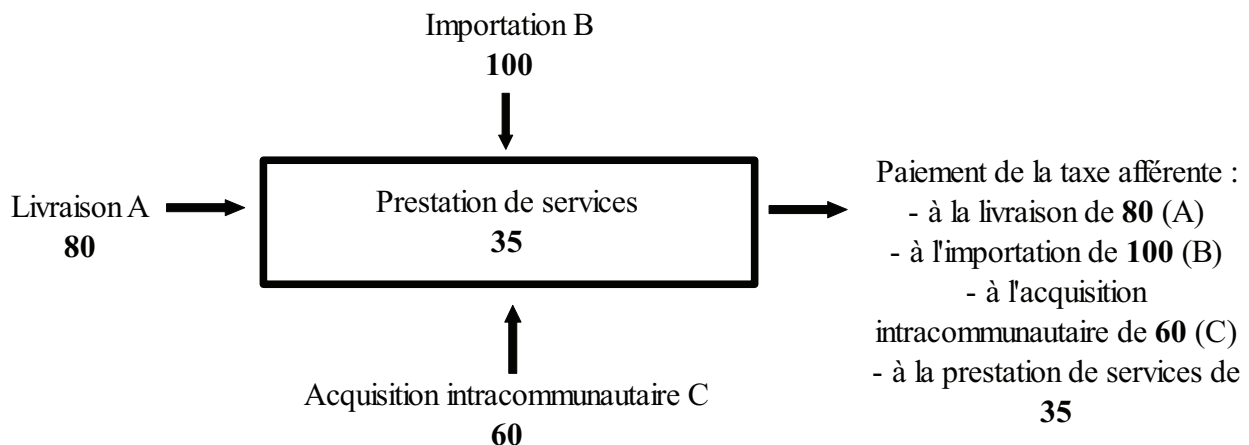 Importation B
100
Livraison A
80
Prestation de services
35
Acquisition intracommunautaire C
60
Paiement de la taxe afférente :
- à la livraison de 80 (A)
- à l'importation de 100 (B)
- à l'acquisition
intracommunautaire de 60 (C)
- à la prestation de services de
35